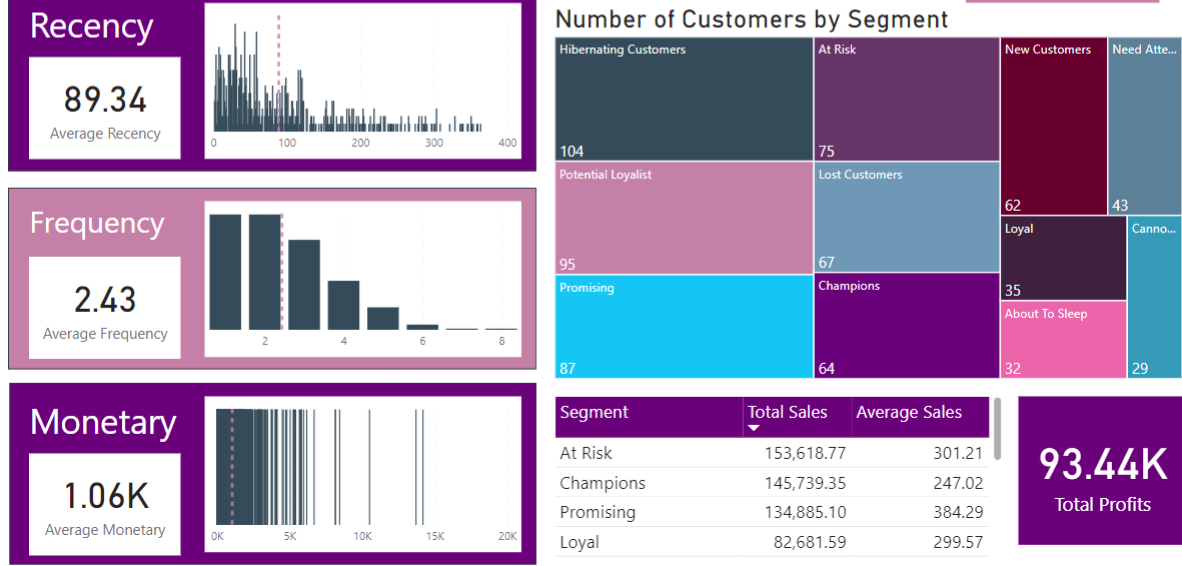 Recency
89.34
Average Recency
0 100 200 300 400
Frequency
2.43
Average Frequency
2 4 6 8
Monetary
1.06K
Average Monetary
0K 5K 10K 15K 20K
Number of Customers by Segment
Hibernating Customers
104
At Risk
75
New Customers
62
Need Atte...
43
Potential Loyalist
95
Lost Customers
67
Promising
87
Champions
64
Loyal
35
Canno...
29
About To Sleep
32
Segment Total Sales Average Sales
At Risk 153,618.77 301.21
Champions 145,739.35 247.02
Promising 134,885.10 384.29
Loyal 82,681.59 299.57
93.44K
Total Profits